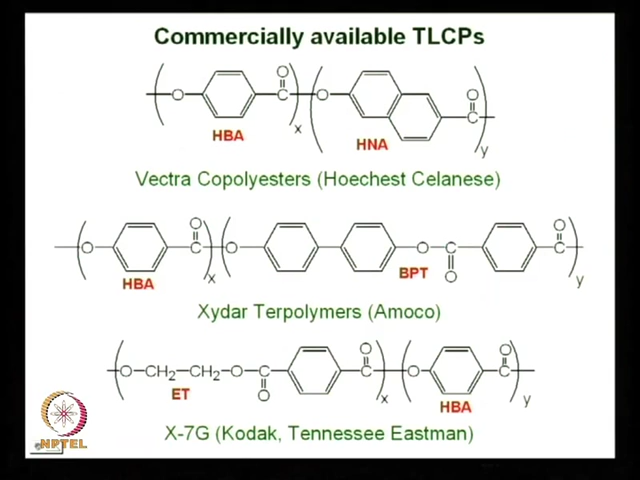 Commercially available TLCPs
O C O x O C O y
HBA
HNA
Vectra Copolyesters (Hoechest Celanese)
O C O x O O C O C O y
HBA
BPT
Xydar Terpolymers (Amoco)
O-CH2-CH2-O C O C O x O C O y
ET
HBA
X-7G (Kodak, Tennessee Eastman)
NPTEL